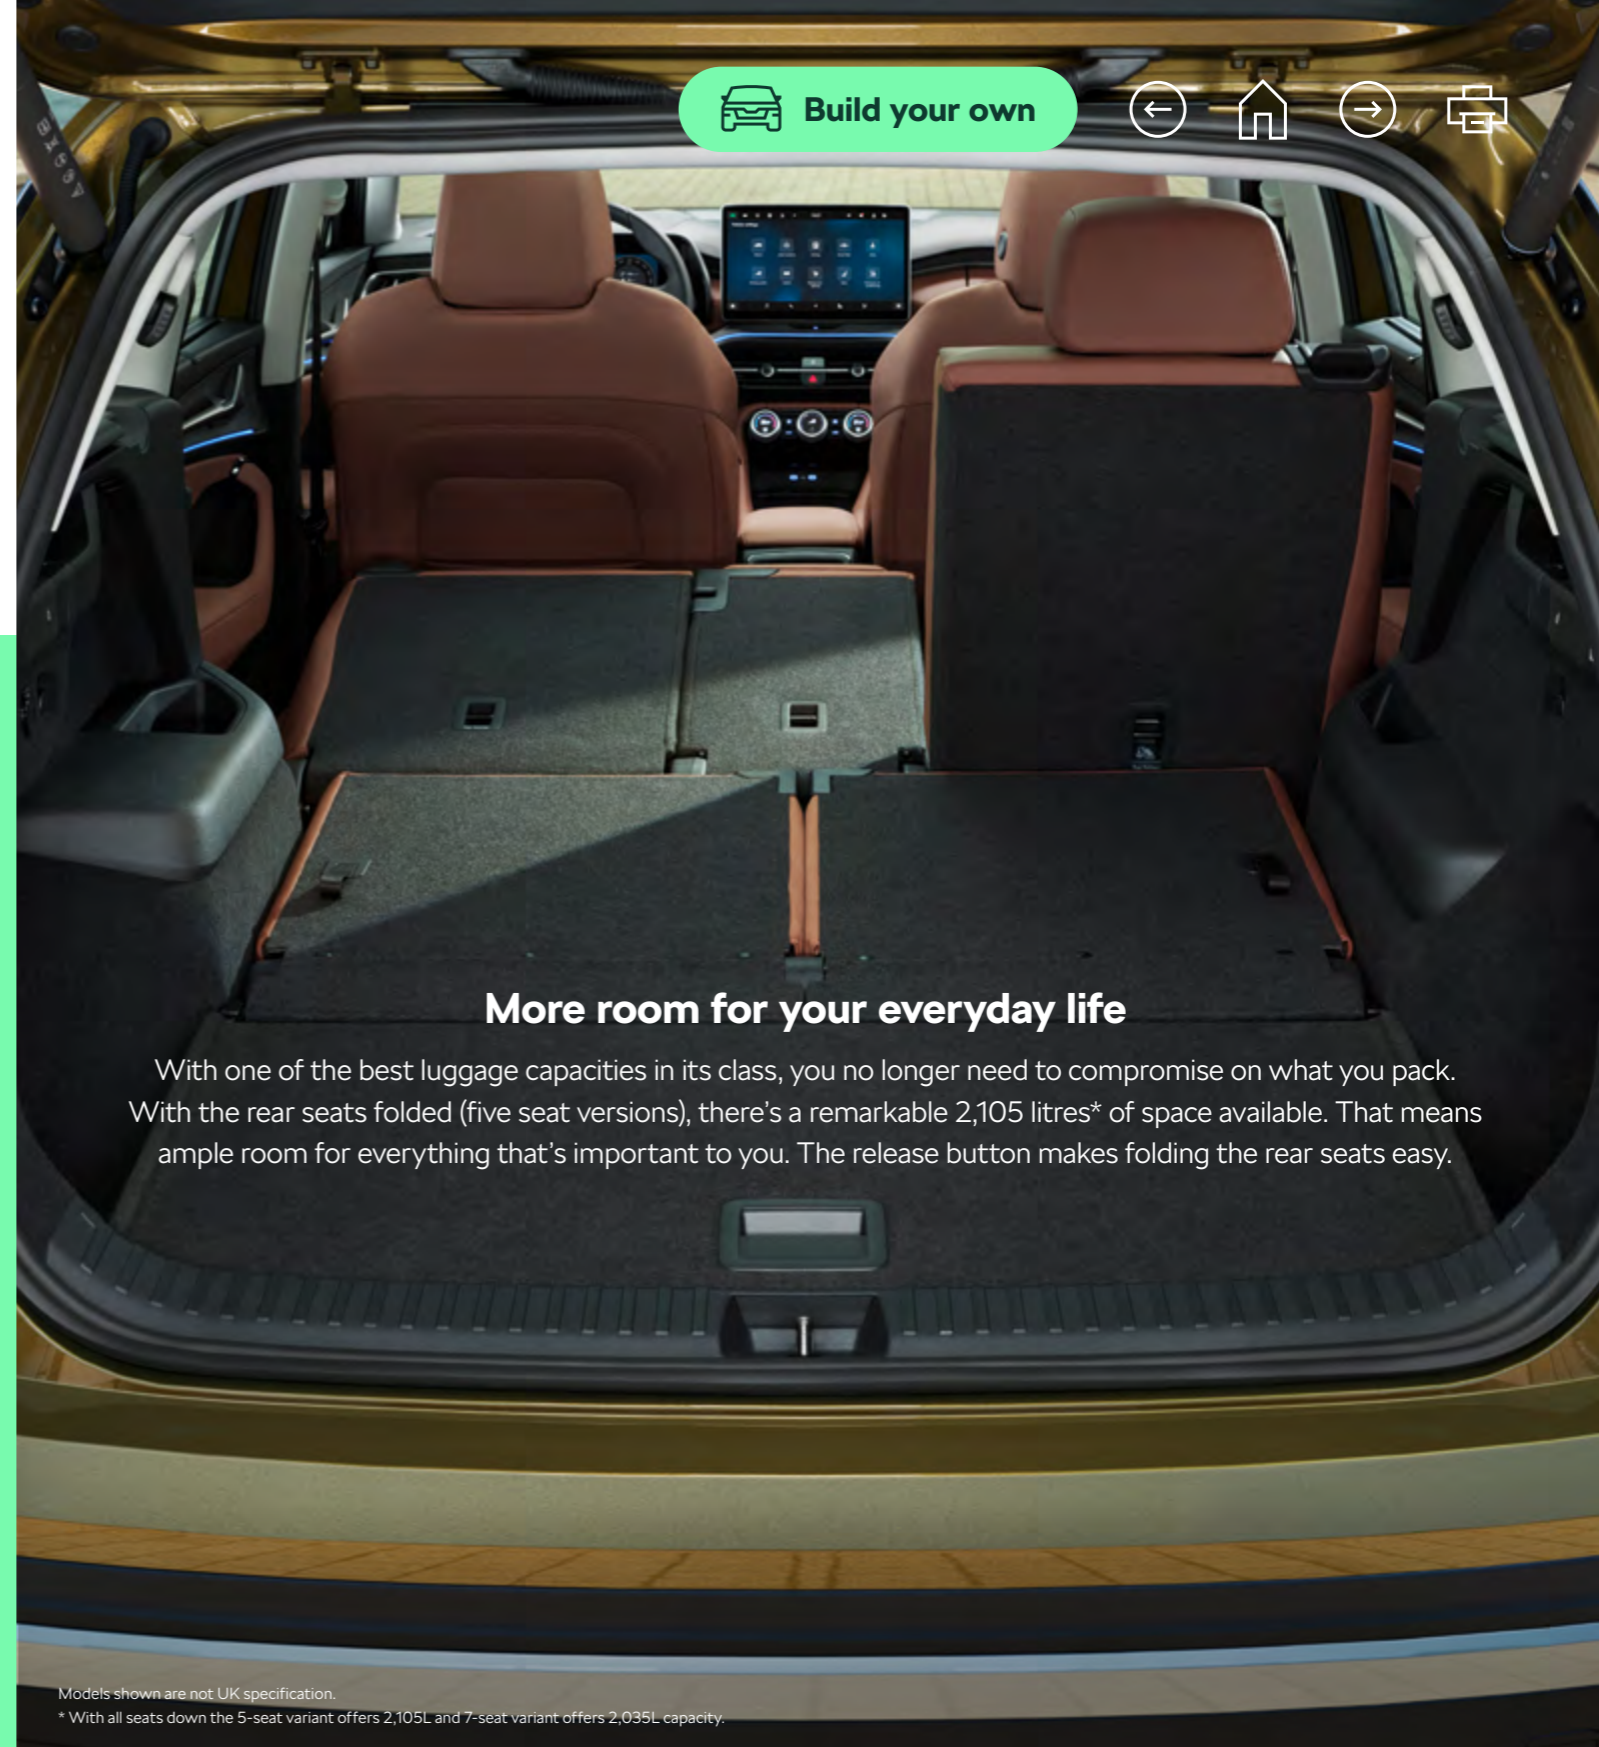 Build your own
More room for your everyday life
With one of the best luggage capacities in its class, you no longer need to compromise on what you pack.
With the rear seats folded (five seat versions), there's a remarkable 2,105 litres* of space available. That means
ample room for everything that's important to you. The release button makes folding the rear seats easy.
Models shown are not UK specification.
* With all seats down the 5-seat variant offers 2,105L and 7-seat variant offers 2,035L capacity.